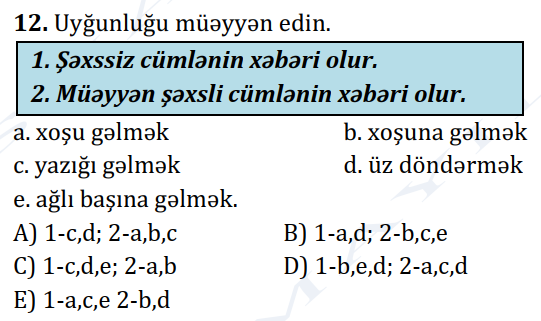 12. Uyğunluğu müəyyən edin.
1. Şəxssiz cümlənin xəbəri olur.
2. Müəyyən şəxsli cümlənin xəbəri olur.
a. xoşu gəlmək b. xoşuna gəlmək
c. yazığı gəlmək d. üz döndərmək
e. ağlı başına gəlmək.
A) 1-c,d; 2-a,b,c B) 1-a,d; 2-b,c,e
C) 1-c,d,e; 2-a,b D) 1-b,e,d; 2-a,c,d
E) 1-a,c,e 2-b,d